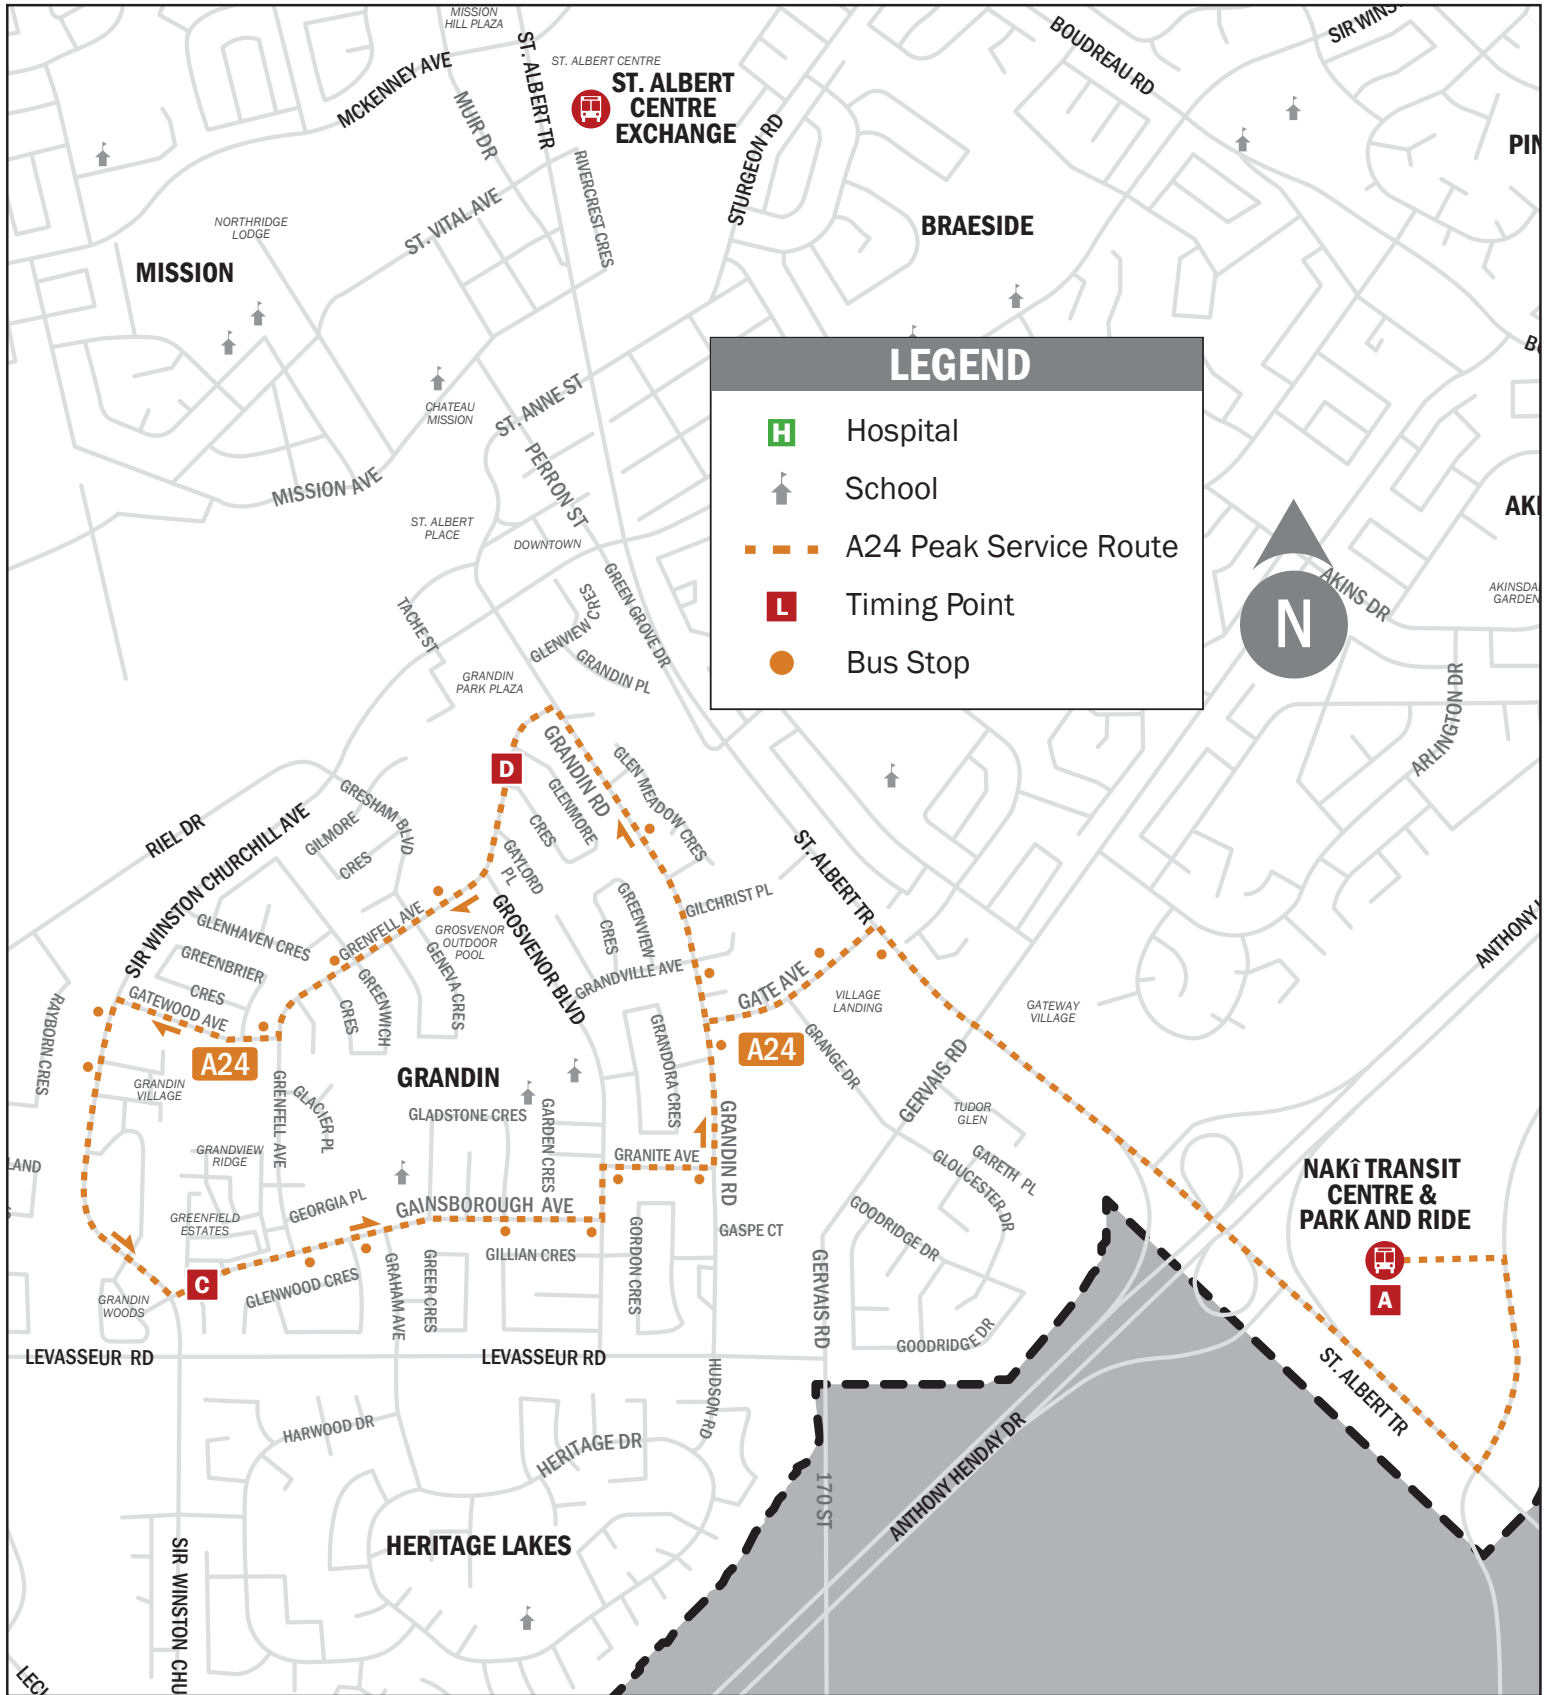 MISSION
HILL PLAZA
ST. ALBERT TR
ST. ALBERT CENTRE
ST. ALBERT
CENTRE
EXCHANGE
MCKENNEY AVE
MUIR DR
BOUDREAU RD
RIVERCREST CRES
STURGEON RD
ST. VITAL AVE
NORTHRIDGE
LODGE
MISSION
BRAESIDE
CHATEAU
MISSION
ST. ANNE ST
PERRON ST
MISSION AVE
ST. ALBERT
PLACE
DOWNTOWN
LEGEND
H Hospital
School
A24 Peak Service Route
L Timing Point
Bus Stop
N
AKINS DR
ARLINGTON DR
TACHE ST
GLENVIEW CRES
GREEN GROVE DR
GRANDIN PL
GRANDIN
PARK PLAZA
D
GRANDIN RD
GLEN MEADOW CRES
GLENMORE
CRES
GAYLORD
PL
RIEL DR
GRESHAM BLVD
GILMORE
CRES
SIR WINSTON CHURCHILL AVE
ST. ALBERT TR
GILCHRIST PL
GREENVIEW
CRES
GROSVENOR BLVD
GRENFELL AVE
GROSVENOR
OUTDOOR
POOL
GLENHAVEN CRES
GREENBRIER
CRES
GATEWOOD AVE
GENEVA CRES
GREENWICH
CRES
GRANDVILLE AVE
GATE AVE
VILLAGE
LANDING
GATEWAY
VILLAGE
RAYBORN CRES
A24
A24
GRANDORA CRES
GRANGE DR
GERVAIS RD
GRANDIN
VILLAGE
GRANDIN
GRENFELL AVE
GLACIER PL
GLADSTONE CRES
GARDEN CRES
TUDOR
GLEN
GRANDVIEW
RIDGE
GRANITE AVE
GRANDIN RD
GARETH PL
GLOUCESTER DR
GEORGIA PL
GAINSBOROUGH AVE
GREENFIELD
ESTATES
GASPE CT
GOODRIDGE DR
NAKÎ TRANSIT
CENTRE &
PARK AND RIDE
A
C
GILLIAN CRES
GORDON CRES
GLENWOOD CRES
GRAHAM AVE
GREER CRES
GRANDIN
WOODS
GERVAIS RD
GOODRIDGE DR
LEVASSEUR RD
LEVASSEUR RD
HUDSON RD
ST. ALBERT TR
HARWOOD DR
HERITAGE DR
170 ST
ANTHONY HENDAY DR
HERITAGE LAKES
SIR WINSTON CHU